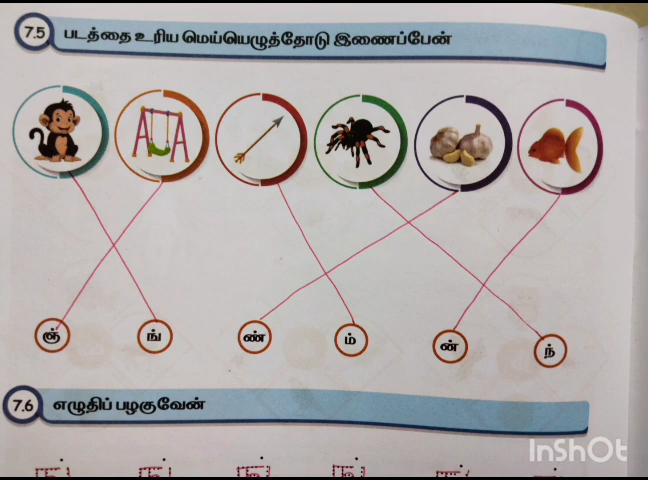 7.5 படத்தை உரிய மெய்யெழுத்தோடு இணைப்பேன்
ஞ் ங் ண் ம் ன் ந்
7.6 எழுதிப் பழகுவேன்
InShOt